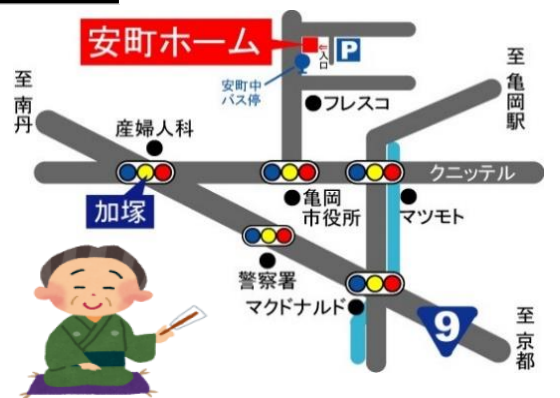 安町ホーム
入口
P
安町中
バス停
至 亀岡駅
至 南丹
フレスコ
産婦人科
クニッテル
加塚
亀岡
市役所
マツモト
警察署
マクドナルド
9
至 京都